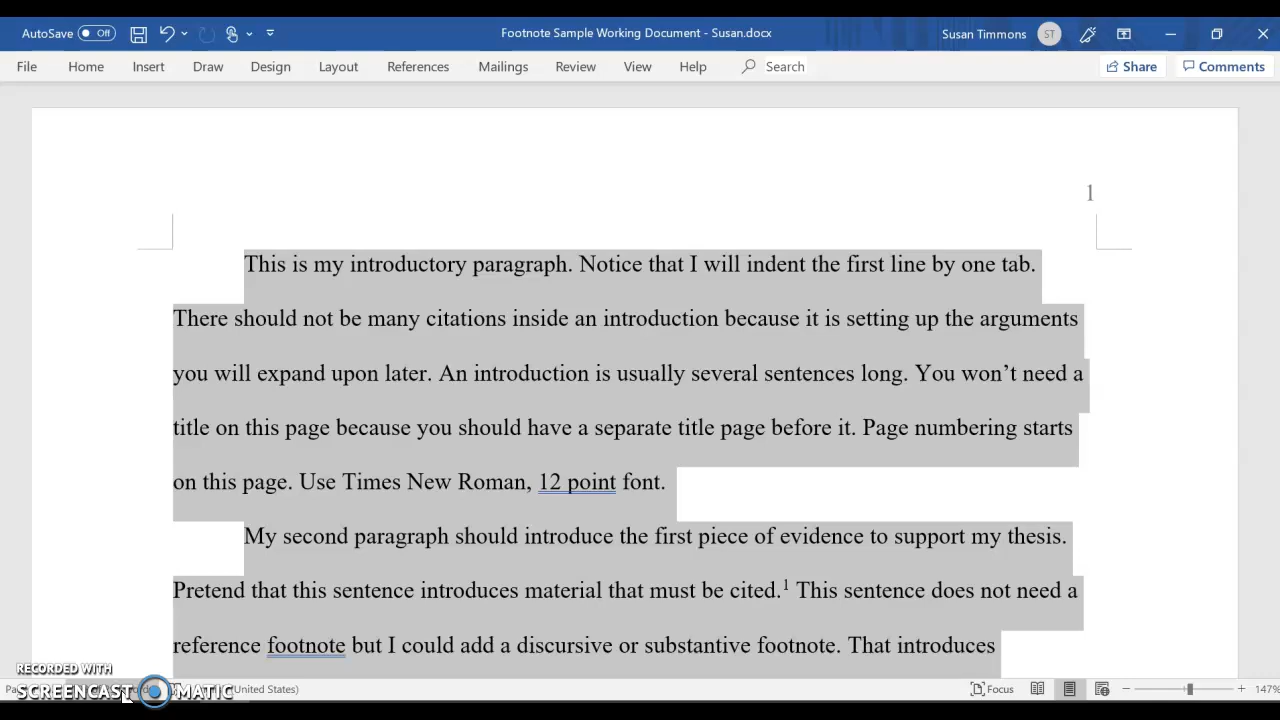 AutoSave Off Footnote Sample Working Document - Susan.docx Susan Timmons ST
File Home Insert Draw Design Layout References Mailings Review View Help Search Share Comments
1
This is my introductory paragraph. Notice that I will indent the first line by one tab.
There should not be many citations inside an introduction because it is setting up the arguments
you will expand upon later. An introduction is usually several sentences long. You won’t need a
title on this page because you should have a separate title page before it. Page numbering starts
on this page. Use Times New Roman, 12 point font.
My second paragraph should introduce the first piece of evidence to support my thesis.
Pretend that this sentence introduces material that must be cited.¹ This sentence does not need a
reference footnote but I could add a discursive or substantive footnote. That introduces
RECORDED WITH
SCREENCAST MATIC
(United States) Focus 147%